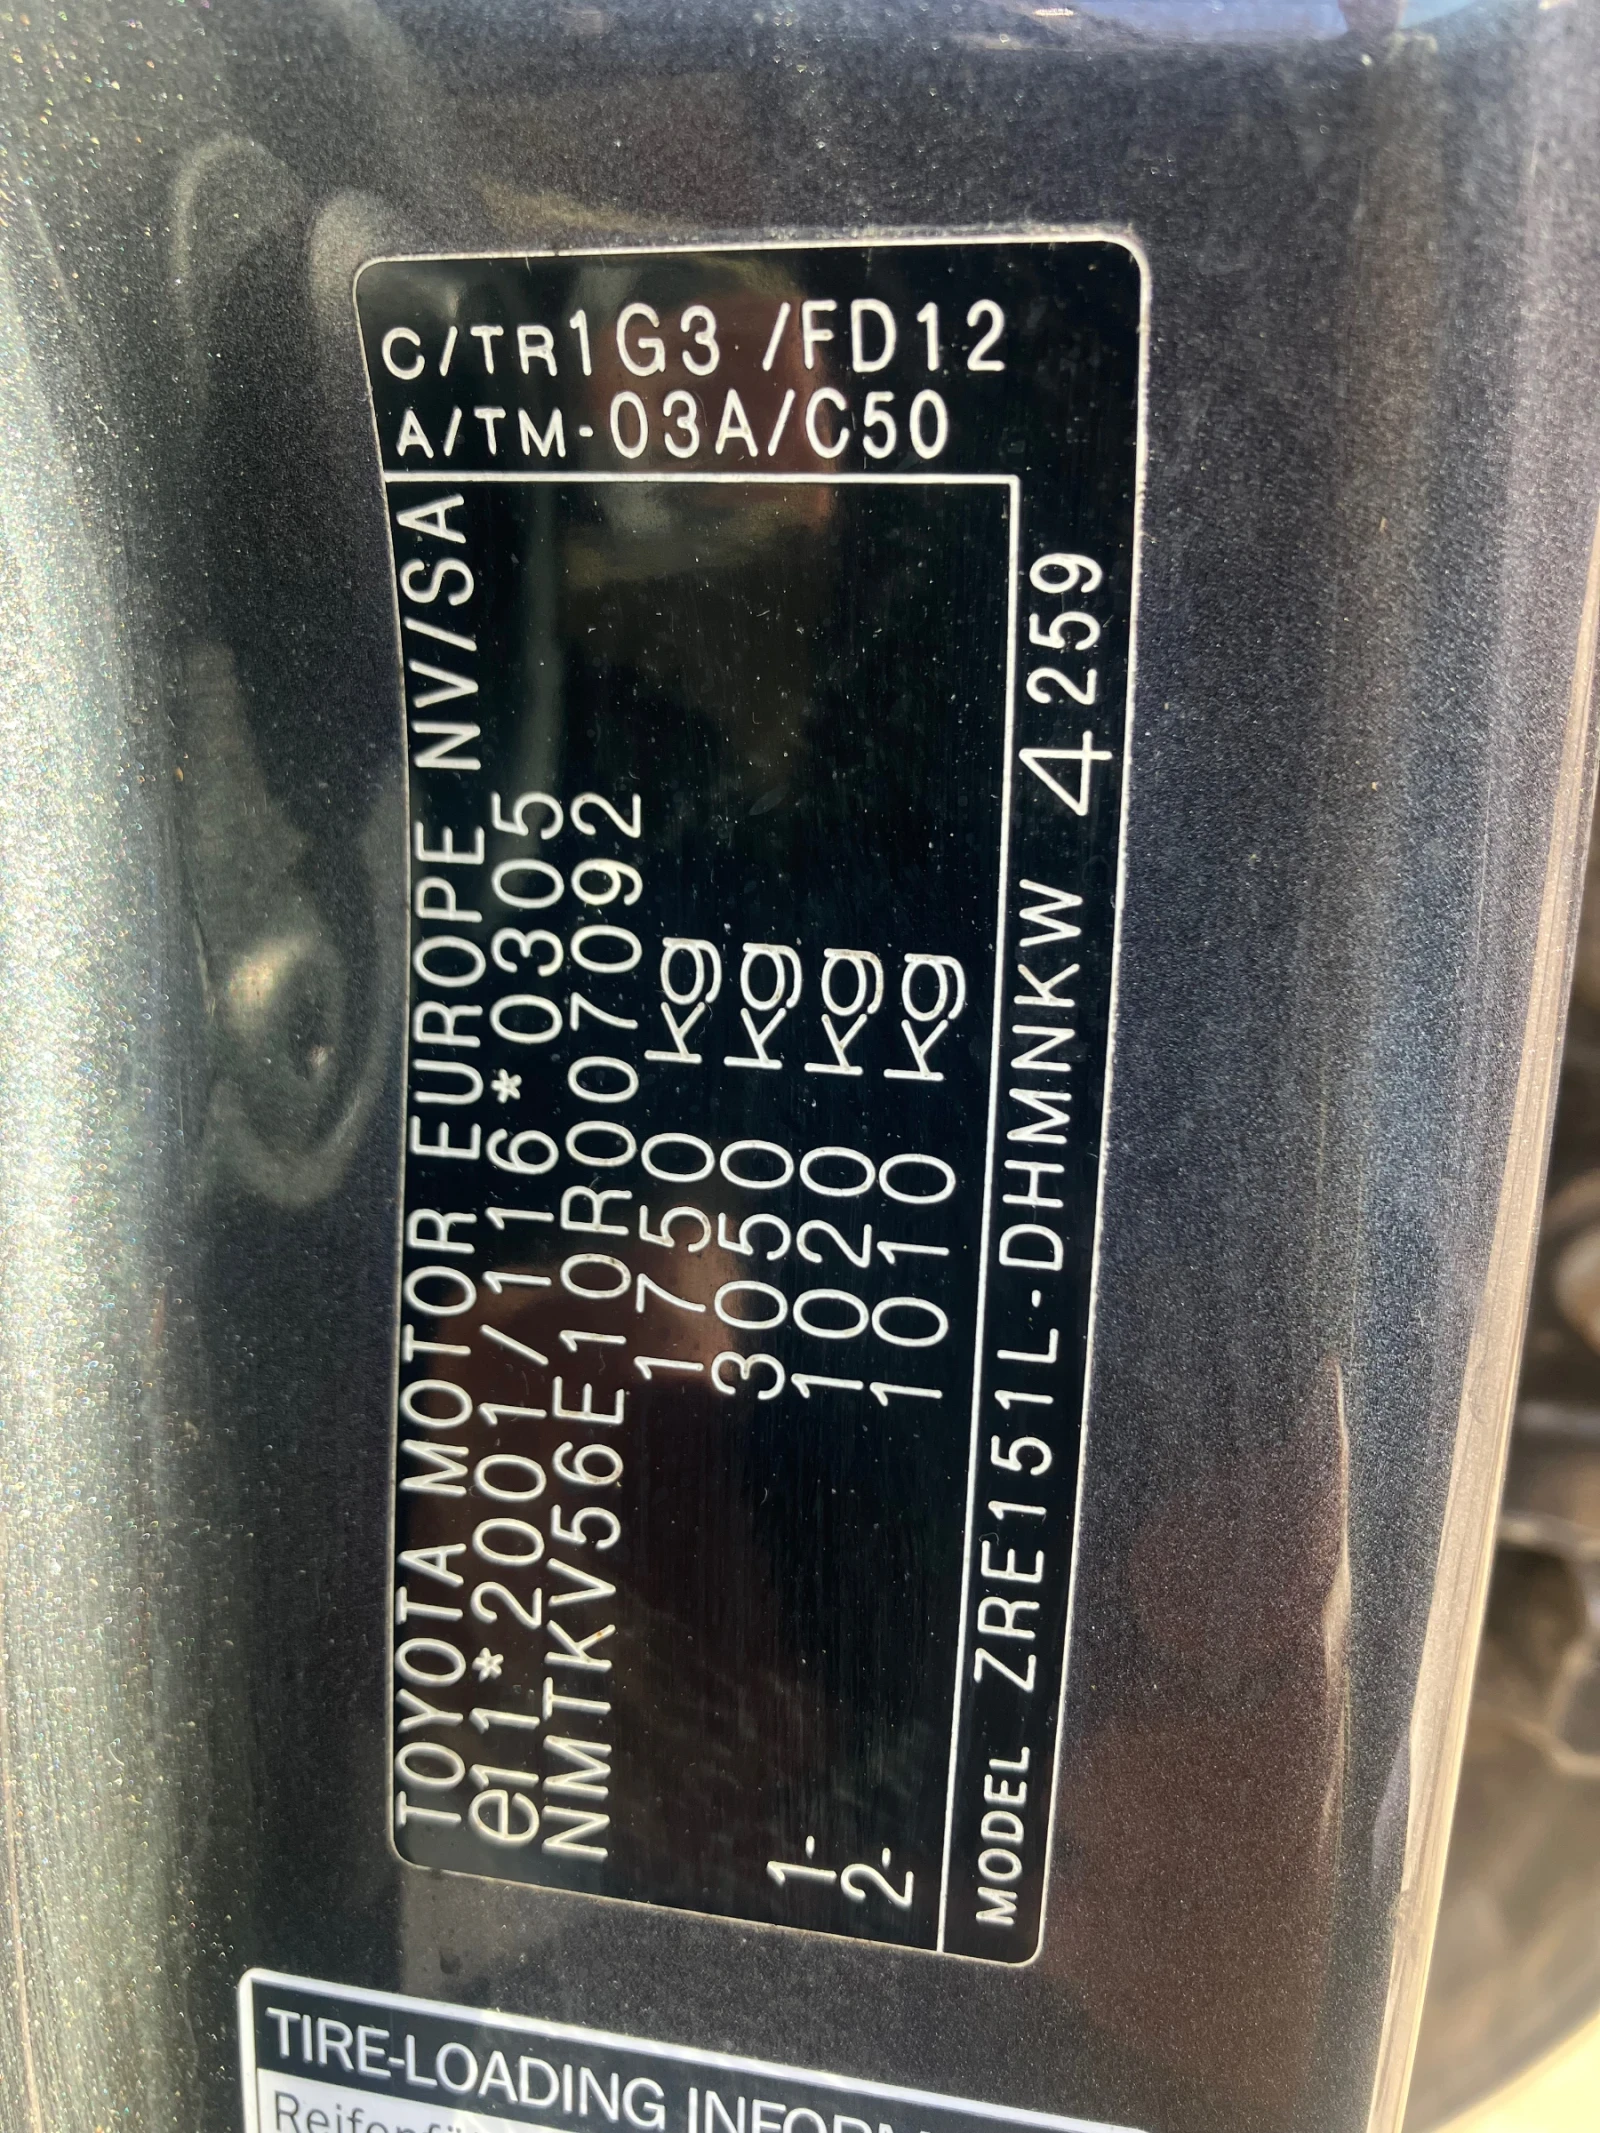 TOYOTA MOTOR EUROPE NV/SA
e11*2001/116*0305
NMTKV56E10R007092
1750 kg
3050 kg
1- 1020 kg
2- 1010 kg
MODEL ZRE151L-DHMNKW 4259
C/TR1G3 /FD12
A/TM-03A/C50
TIRE-LOADING